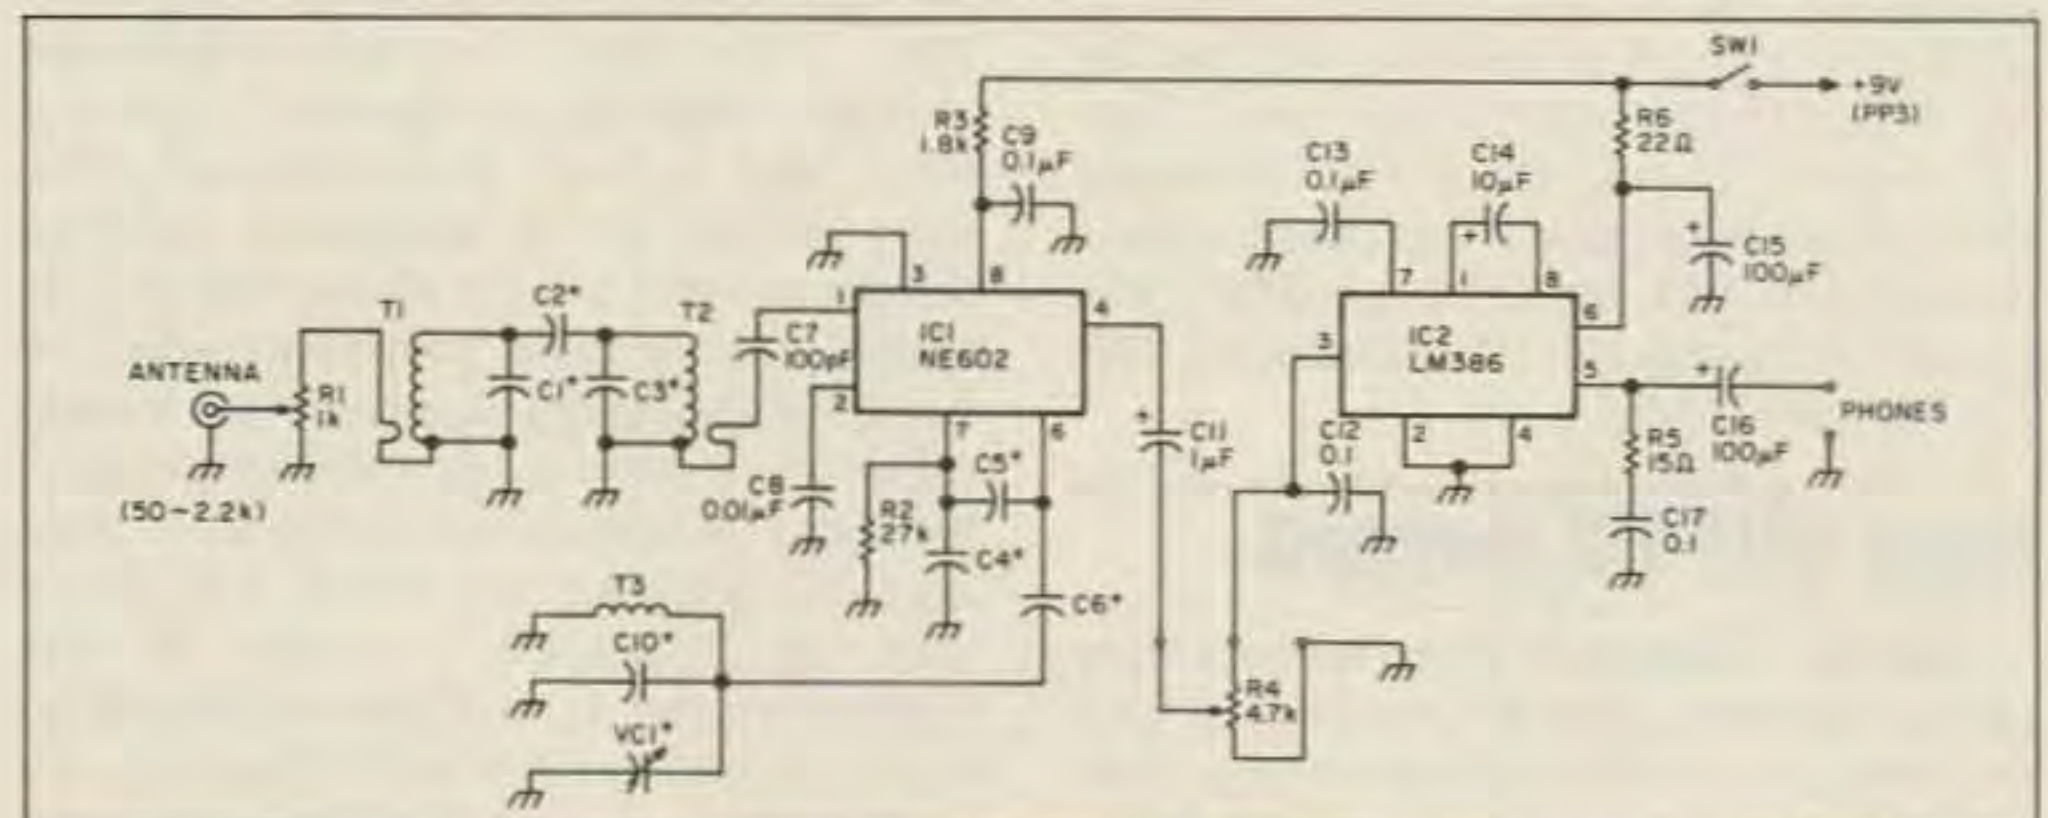 SW1
+9V
(PP3)
R3
1.8k
C9
0.1µF
R6
22Ω
C13
0.1µF
C14
10µF
+
+
C15
100µF
3
8
7
1
8
T1
C2*
T2
1
C7
100pF
IC1
NE602
4
3
IC2
LM386
6
5
ANTENNA
R1
1k
C1*
C3*
2
+
PHONES
C16
100µF
7
6
+
C11
1µF
C12
0.1
2
4
R5
15Ω
(50~2.2k)
C8
0.01µF
C5*
R2
27k
C4*
C17
0.1
T3
C6*
C10*
R4
4.7k
VC1*